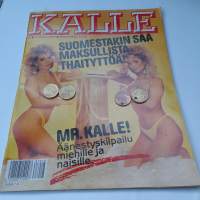 KALLE
SUOMESTAKIN SAA
MAKSULLISTA
THAITYTTÖÄ!
MR. KALLE!
Äänestyskilpailu
miehille ja
naisille